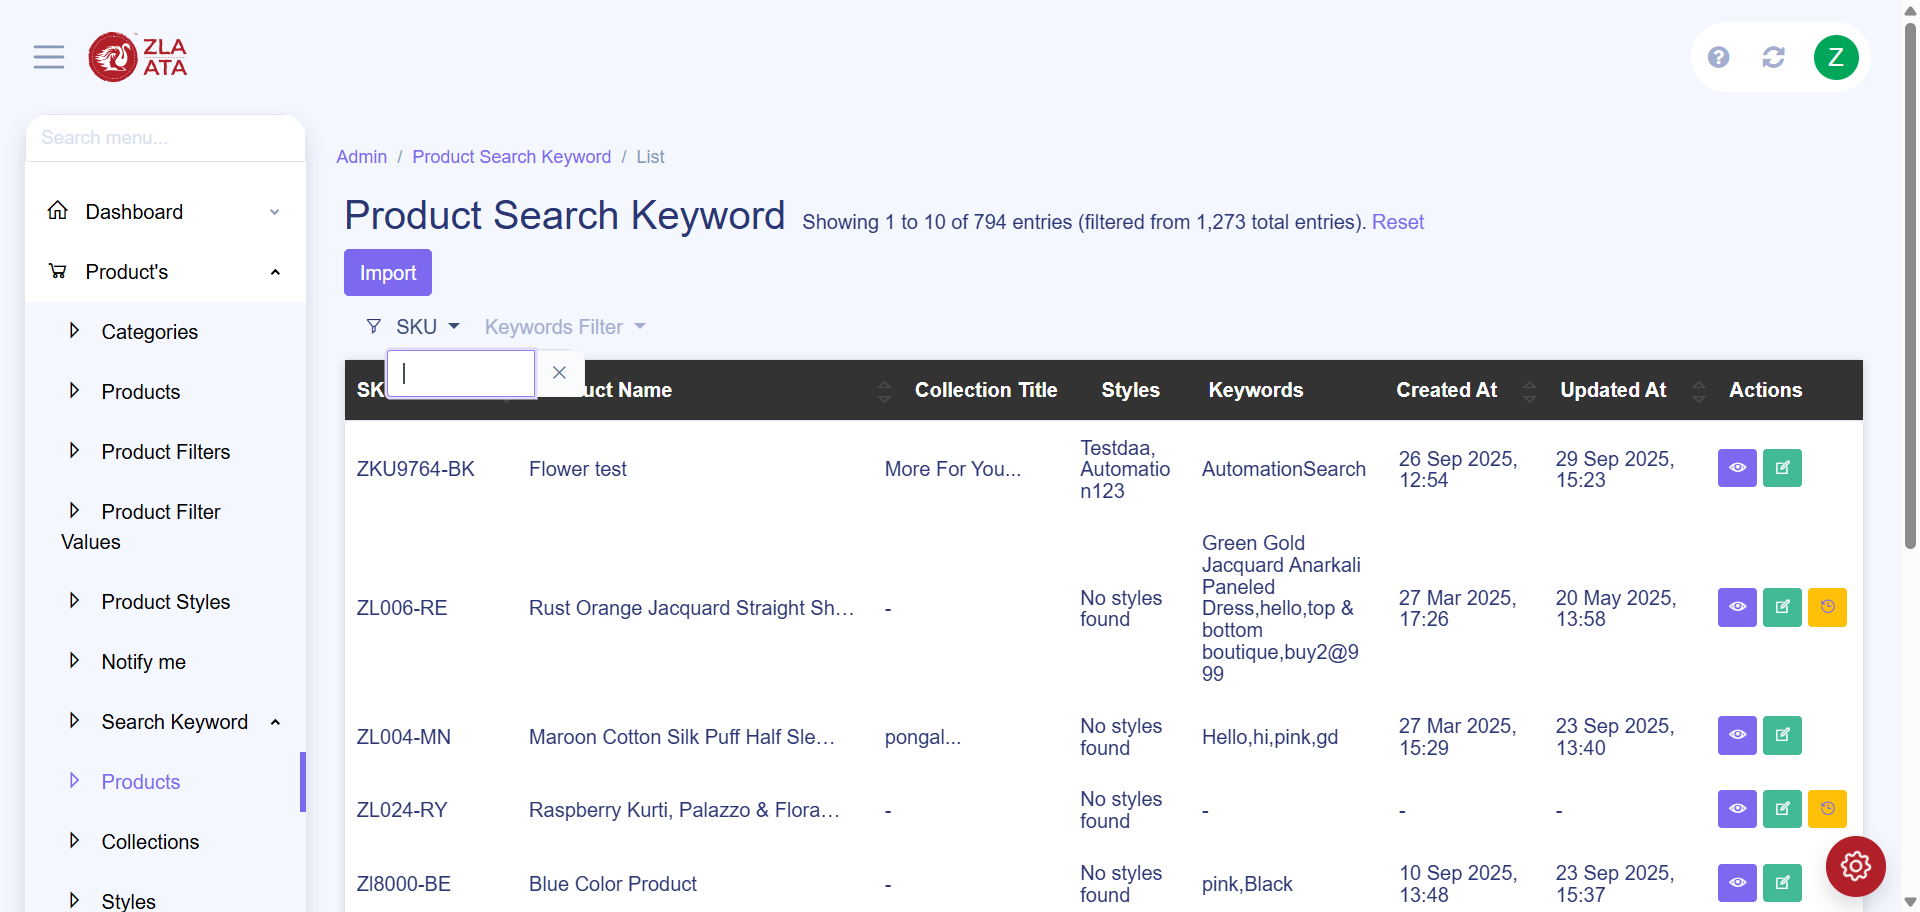 ZLA
ATA
Z
Search menu...
Dashboard
Product's
Categories
Products
Product Filters
Product Filter
Values
Product Styles
Notify me
Search Keyword
Products
Collections
Styles
Admin / Product Search Keyword / List
Product Search Keyword Showing 1 to 10 of 794 entries (filtered from 1,273 total entries). Reset
Import
SKU Keywords Filter
Collection Title Styles Keywords Created At Updated At Actions
ZKU9764-BK Flower test More For You... Testdaa,
Automatio
n123 AutomationSearch 26 Sep 2025,
12:54 29 Sep 2025,
15:23
ZL006-RE Rust Orange Jacquard Straight Sh... - No styles
found Green Gold
Jacquard Anarkali
Paneled
Dress,hello,top &
bottom
boutique,buy2@9
99 27 Mar 2025,
17:26 20 May 2025,
13:58
ZL004-MN Maroon Cotton Silk Puff Half Sle... pongal... No styles
found Hello,hi,pink,gd 27 Mar 2025,
15:29 23 Sep 2025,
13:40
ZL024-RY Raspberry Kurti, Palazzo & Flora... - No styles
found - - -
Zl8000-BE Blue Color Product - No styles
found pink,Black 10 Sep 2025,
13:48 23 Sep 2025,
15:37